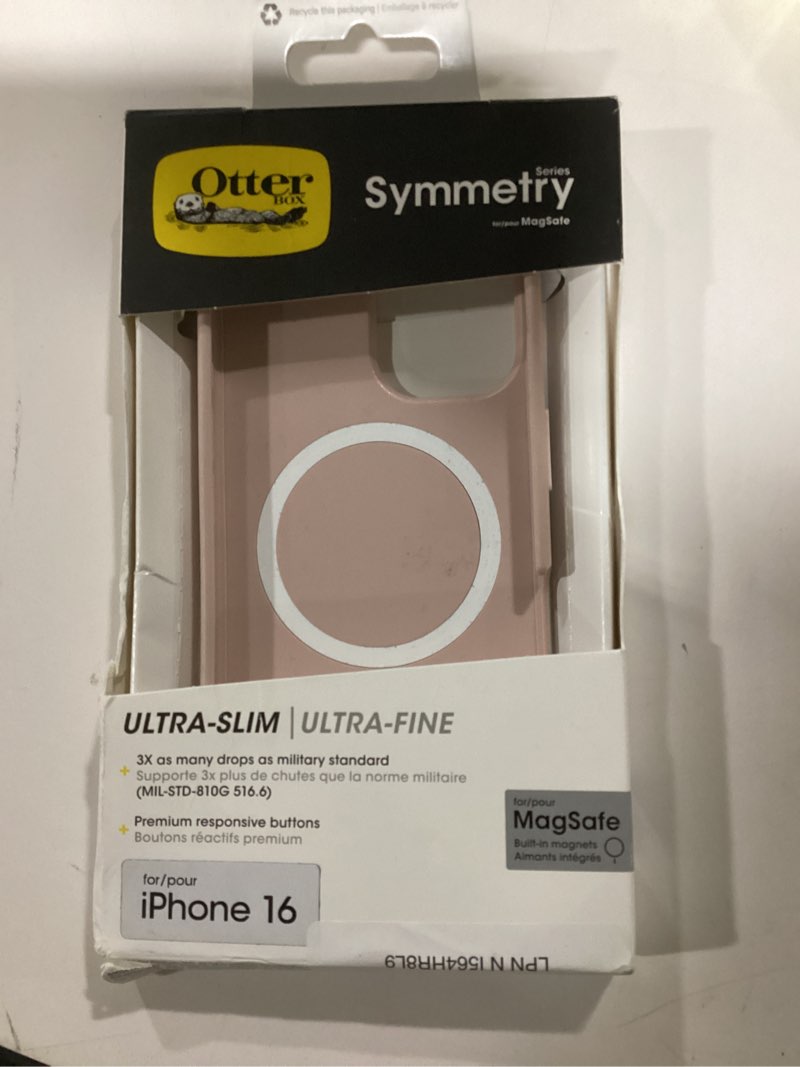 Recycle this packaging | Emballage à recycler
Otter
BOX
Symmetry
Series
for/pour MagSafe
ULTRA-SLIM | ULTRA-FINE
+ 3X as many drops as military standard
Supporte 3x plus de chutes que la norme militaire
(MIL-STD-810G 516.6)
+ Premium responsive buttons
Boutons réactifs premium
for/pour
MagSafe
Built-in magnets
Aimants intégrés
for/pour
iPhone 16
LPN N I564HR8L9